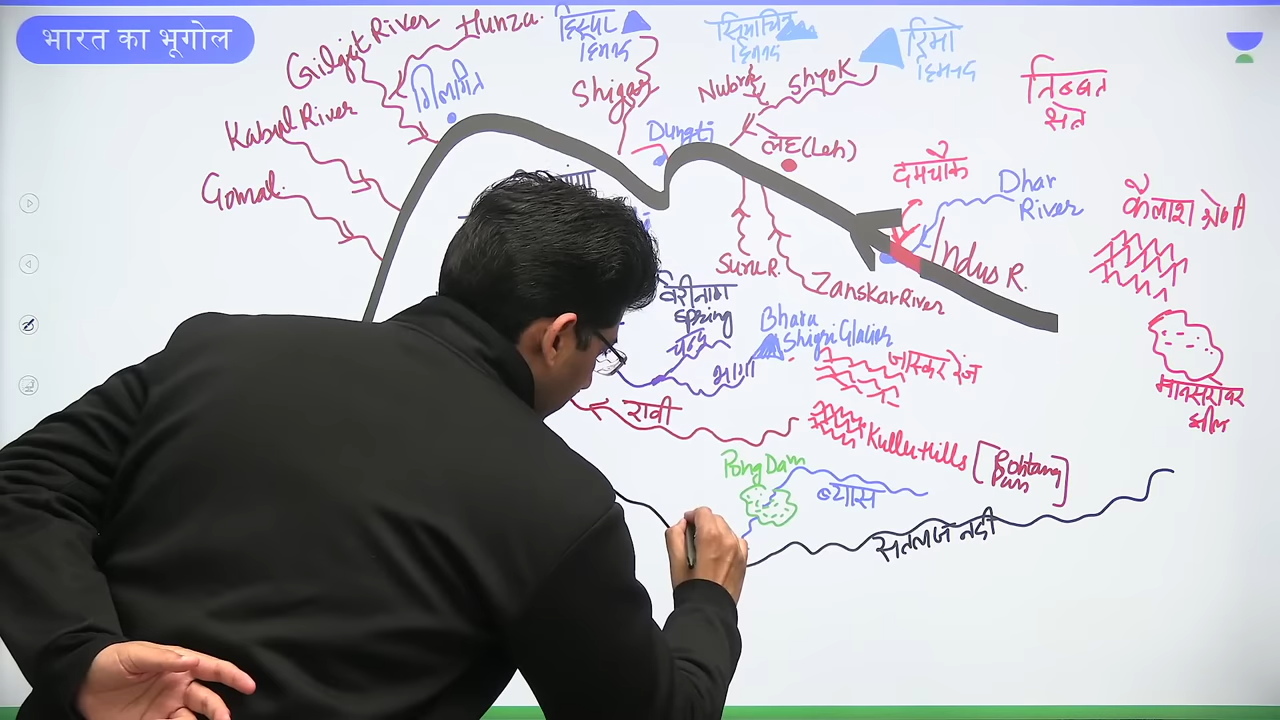 भारत का भूगोल
Gilgit River
Hunza.
हिस्पर
हिमनद
सियाचिन
हिमनद
रिमो
हिमनद
गिलगित
Shigar
Nubra
Shyok
तिब्बत
क्षेत्र
Kabul River
Dungti
लेह (Leh)
दमचौक
Dhar
River
Gomal.
कैलाश श्रेणी
Suru R.
Zanskar River
Indus R.
वेरीनाग
Spring
चन्द्रा
Bhara
Shigri Glacier
भागा
जास्कर रेंज
मानसरोवर
झील
रावी
Kullu Hills
[Rohtang
Pass]
Pong Dam
व्यास
सतलज नदी